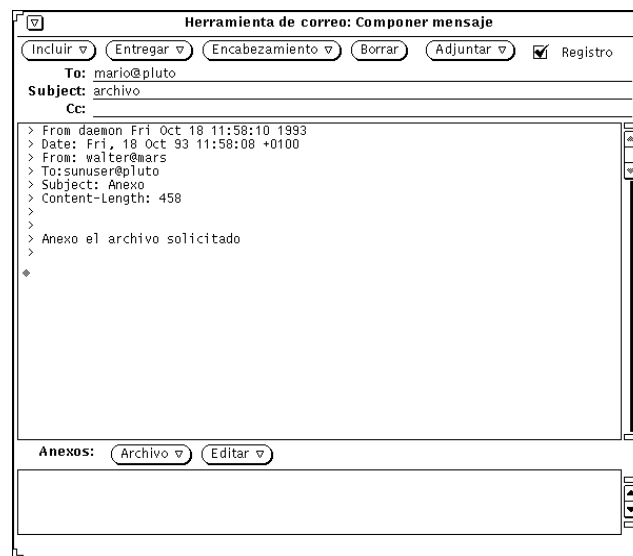 Herramienta de correo: Componer mensaje
Incluir Entregar Encabezamiento Borrar Adjuntar Registro
To: mario@pluto
Subject: archivo
Cc:
> From daemon Fri Oct 18 11:58:10 1993
> Date: Fri, 18 Oct 93 11:58:08 +0100
> From: walter@mars
> To:sunuser@pluto
> Subject: Anexo
> Content-Length: 458
>
>
> Anexo el archivo solicitado
>
Anexos: Archivo Editar